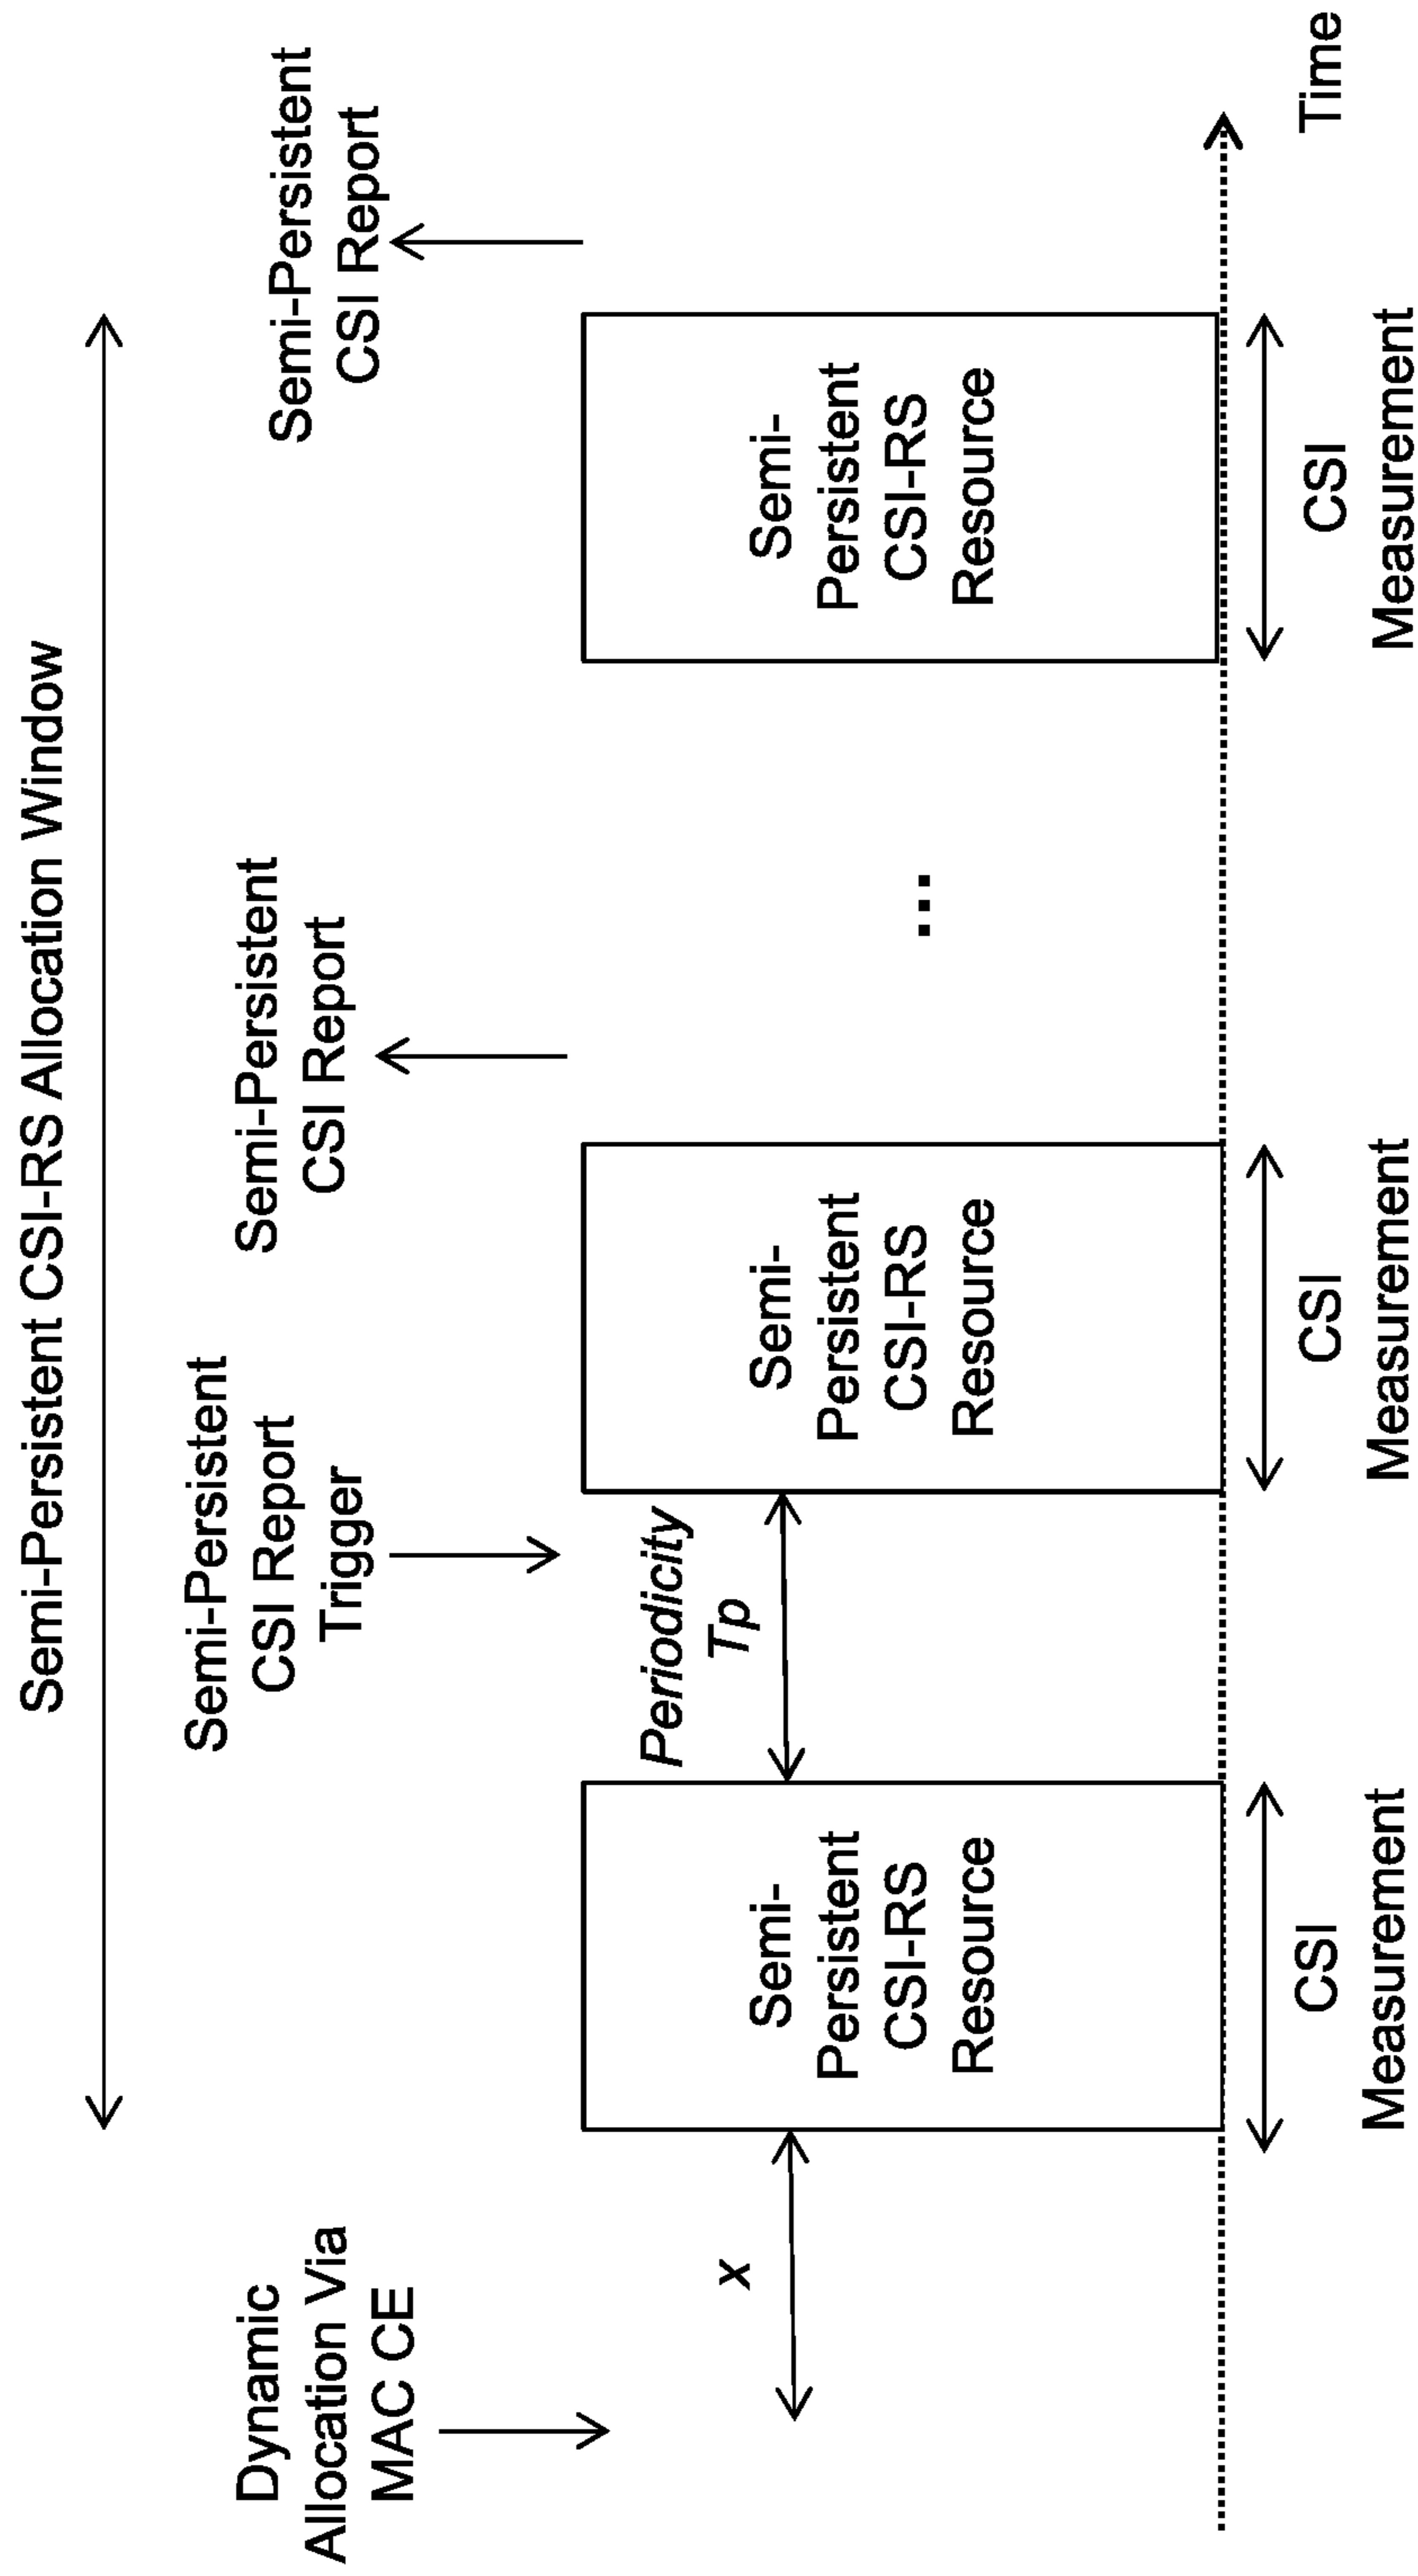 Semi-Persistent CSI-RS Allocation Window
Dynamic
Allocation Via
MAC CE
Semi-Persistent
CSI Report
Trigger
Semi-Persistent
CSI Report
Semi-Persistent
CSI Report
x
Semi-
Persistent
CSI-RS
Resource
Periodicity
Tp
Semi-
Persistent
CSI-RS
Resource
...
Semi-
Persistent
CSI-RS
Resource
CSI
Measurement
CSI
Measurement
CSI
Measurement
Time